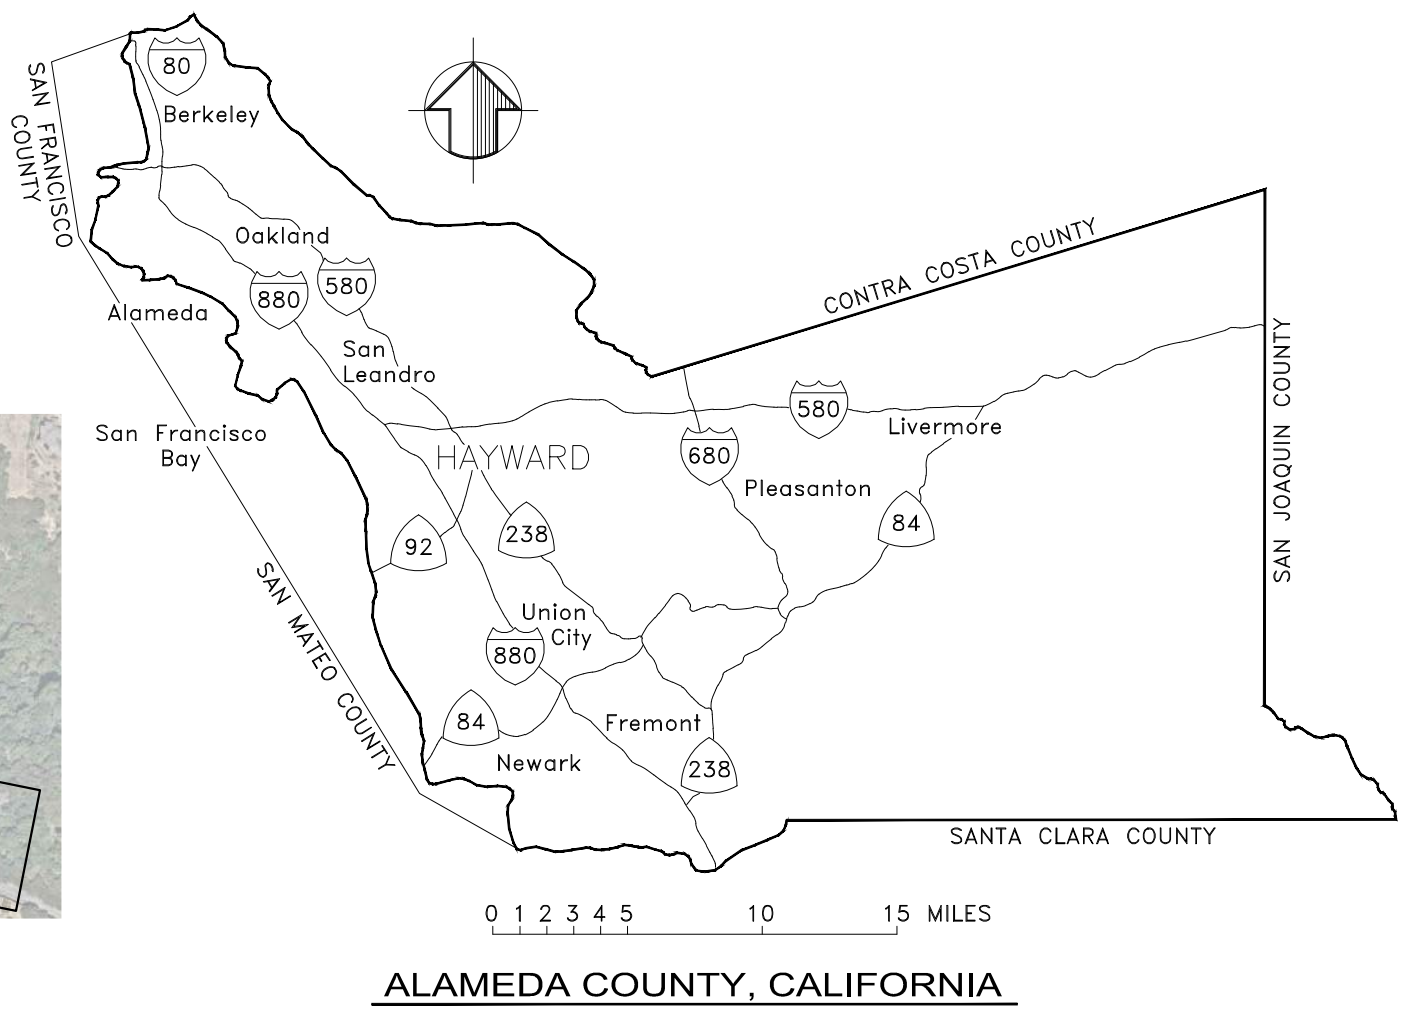 80
Berkeley
SAN FRANCISCO
COUNTY
Oakland
580
880
CONTRA COSTA COUNTY
Alameda
San
Leandro
SAN JOAQUIN COUNTY
580
Livermore
San Francisco
Bay
HAYWARD
680
Pleasanton
84
238
92
SAN MATEO COUNTY
Union
City
880
84
Fremont
Newark
238
SANTA CLARA COUNTY
0 1 2 3 4 5 10 15 MILES
ALAMEDA COUNTY, CALIFORNIA